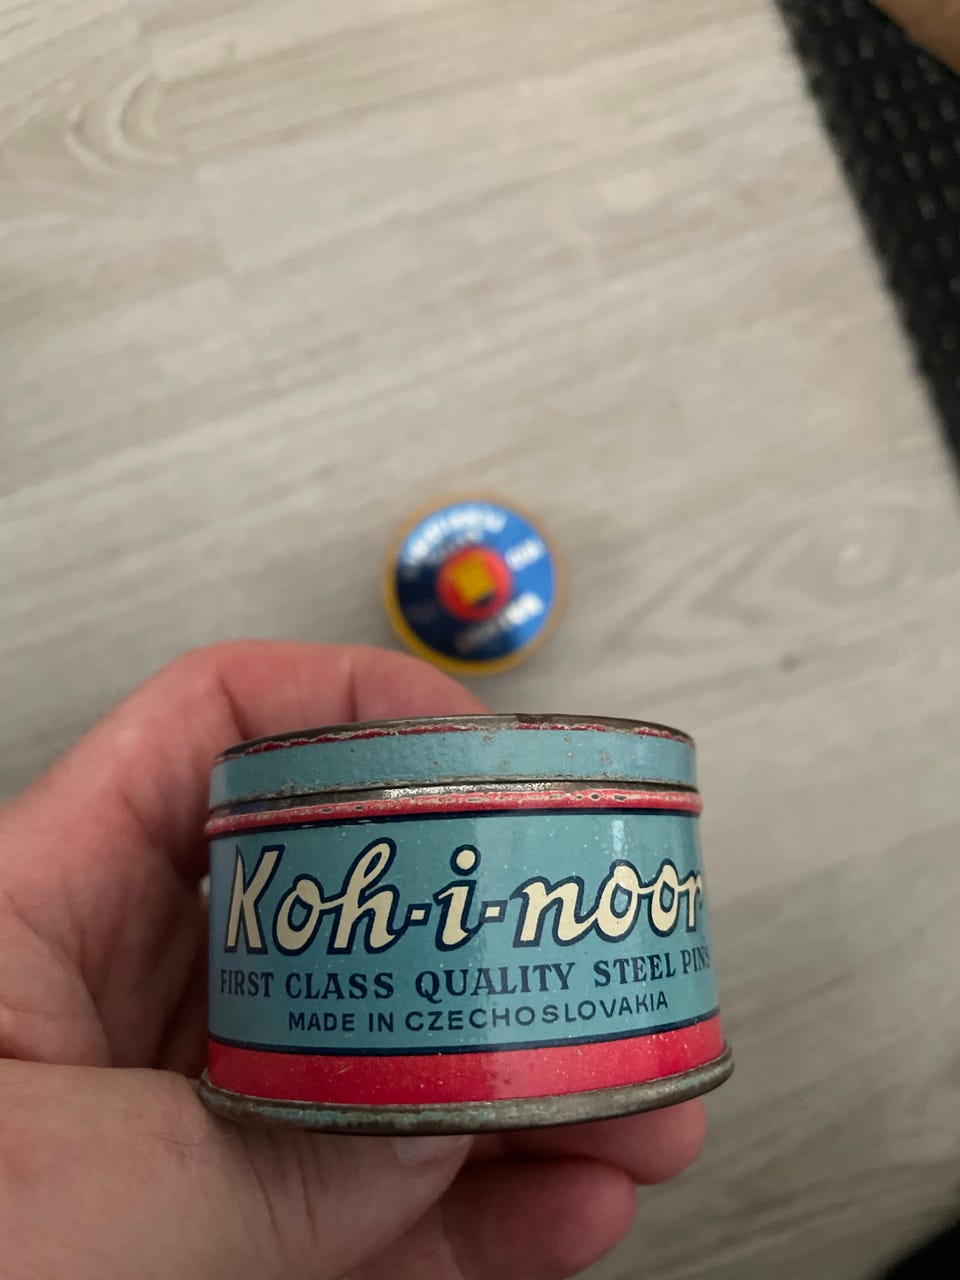 Koh-i-noor
FIRST CLASS QUALITY STEEL PINS
MADE IN CZECHOSLOVAKIA